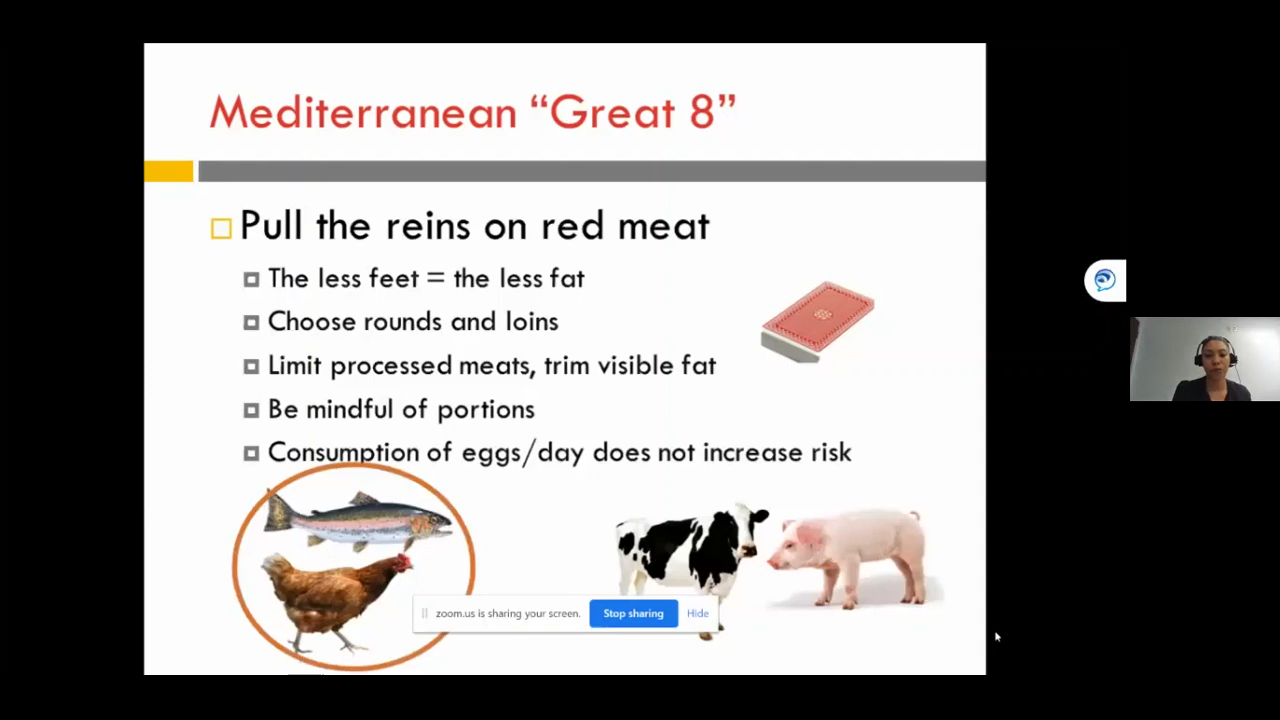 Mediterranean “Great 8”
Pull the reins on red meat
The less feet = the less fat
Choose rounds and loins
Limit processed meats, trim visible fat
Be mindful of portions
Consumption of eggs/day does not increase risk
zoom.us is sharing your screen. Stop sharing Hide